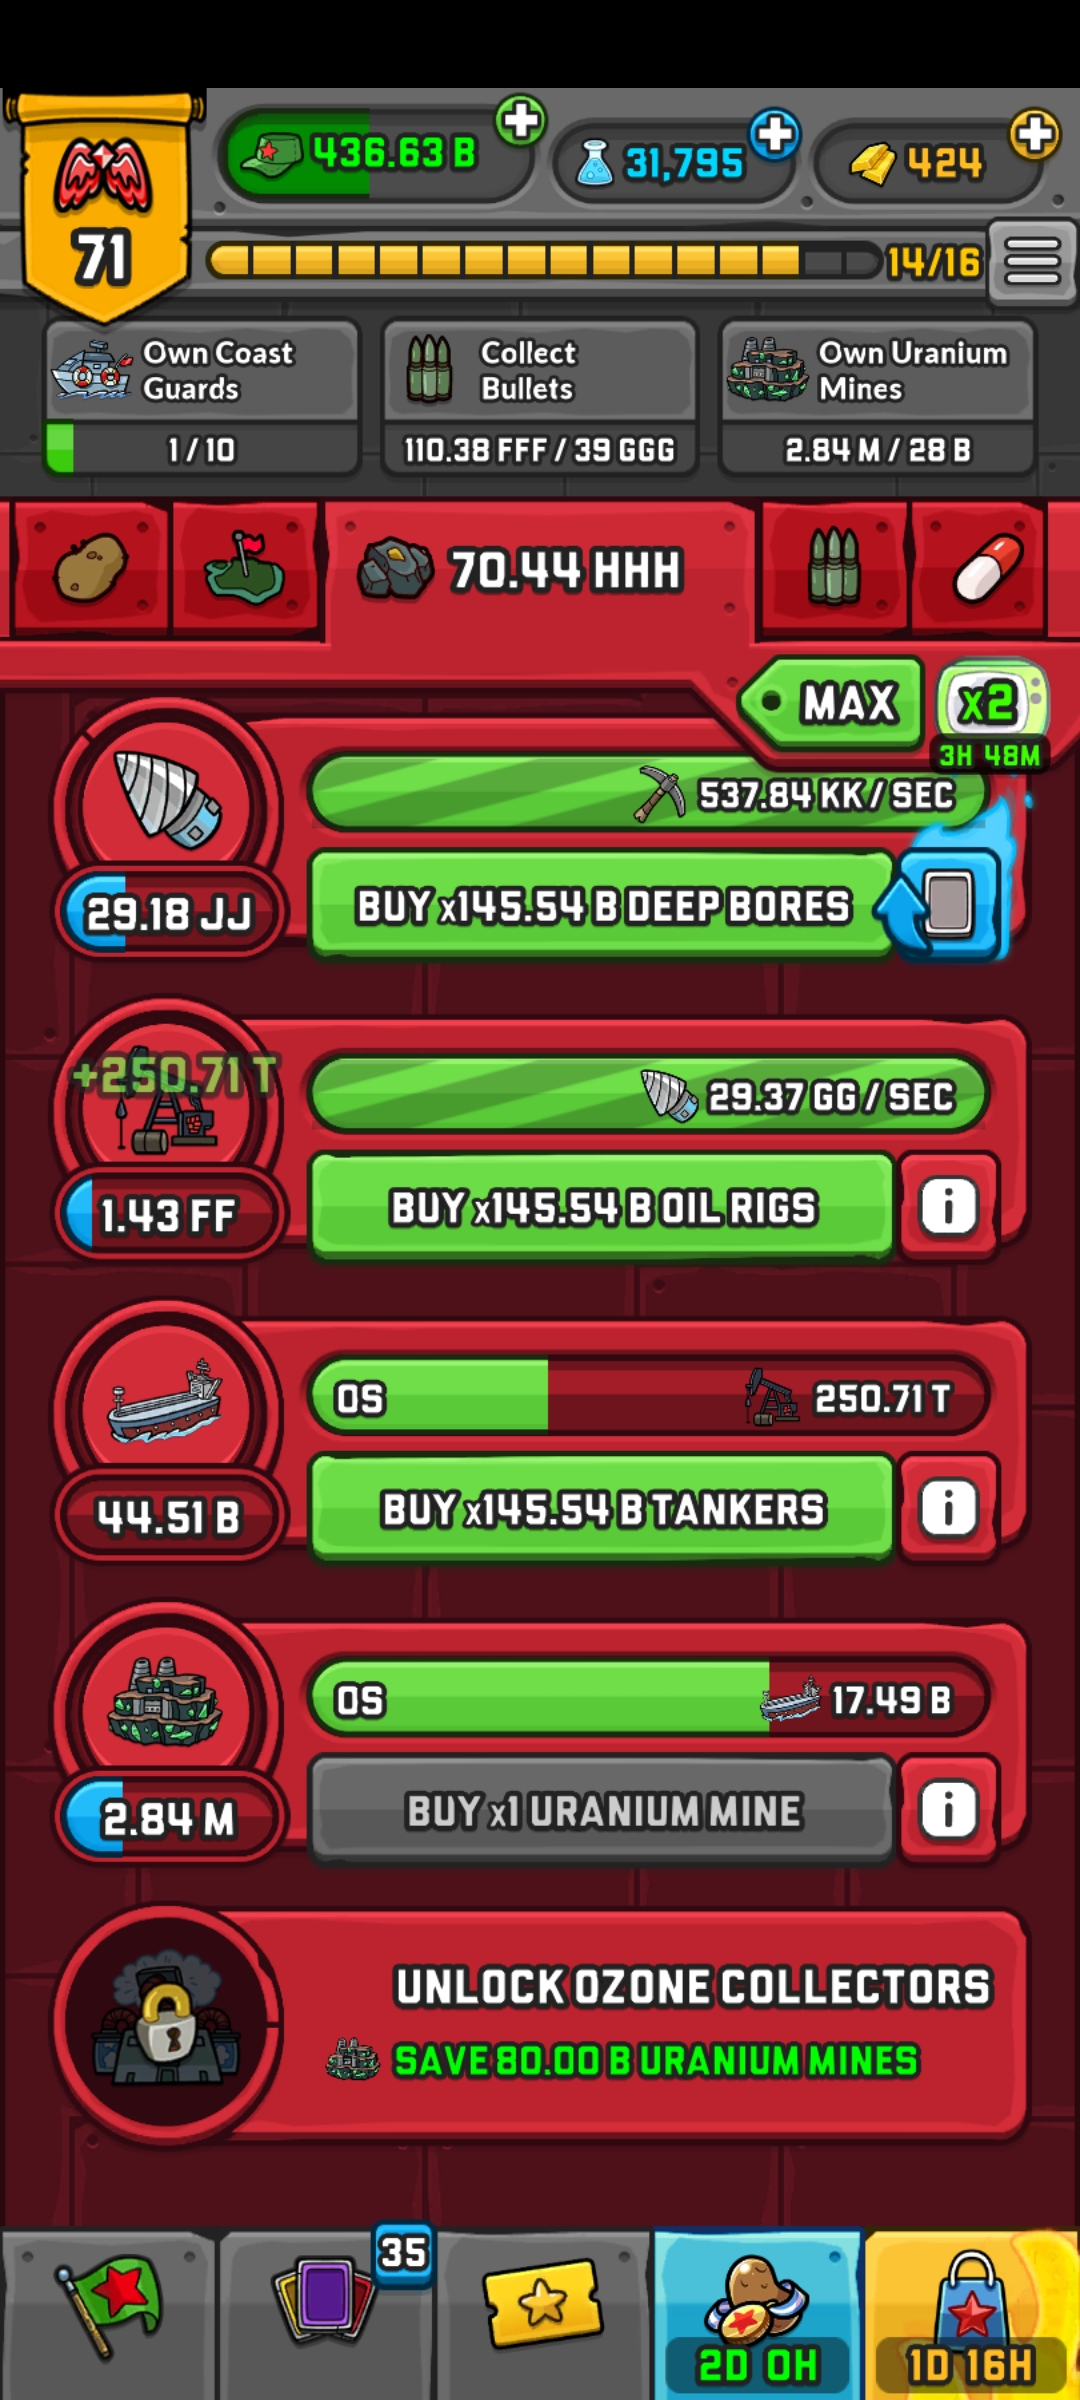 71
436.63 B
31,795
424
14/16
Own Coast
Guards
1 / 10
Collect
Bullets
110.38 FFF / 39 GGG
Own Uranium
Mines
2.84 M / 28 B
70.44 HHH
MAX
x2
3H 48M
537.84 KK / SEC
29.18 JJ
BUY x145.54 B DEEP BORES
+250.71 T
29.37 GG / SEC
1.43 FF
BUY x145.54 B OIL RIGS
i
0S
250.71 T
44.51 B
BUY x145.54 B TANKERS
i
0S
17.49 B
2.84 M
BUY x1 URANIUM MINE
i
UNLOCK OZONE COLLECTORS
SAVE 80.00 B URANIUM MINES
35
2D 0H
1D 16H